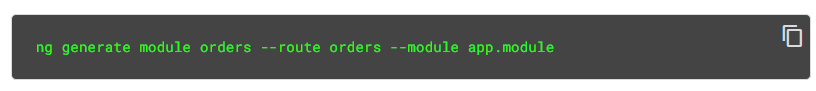 ng generate module orders --route orders --module app.module